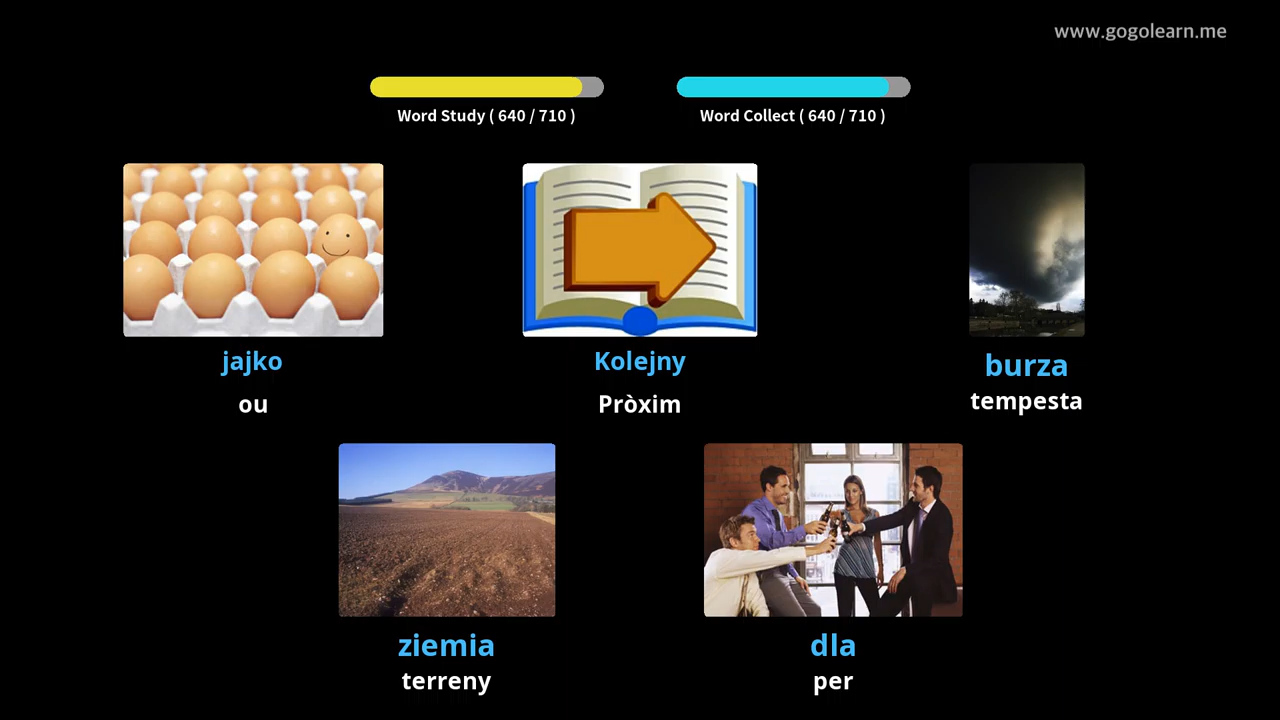 www.gogolearn.me
Word Study ( 640 / 710 )
Word Collect ( 640 / 710 )
jajko
ou
Kolejny
Pròxim
burza
tempesta
ziemia
terreny
dla
per